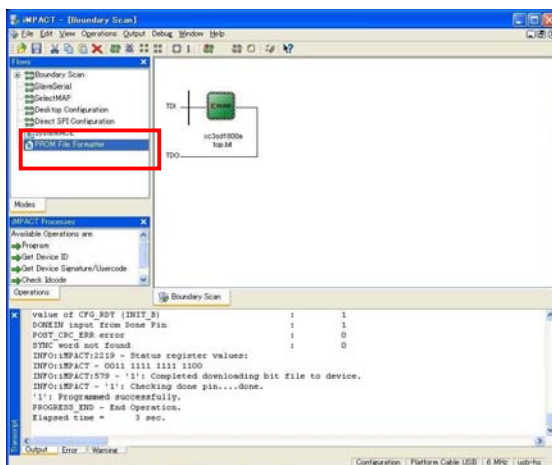 iMPACT - [Boundary Scan]
File Edit View Operations Output Debug Window Help
Flows
Boundary Scan
SlaveSerial
SelectMAP
Desktop Configuration
Direct SPI Configuration
SystemACE
PROM File Formatter
Modes
TDI
xc3sd1800a
top.bit
TDO
iMPACT Processes
Available Operations are:
Program
Get Device ID
Get Device Signature/Usercode
Check Idcode
Operations
Boundary Scan
value of CFG_RDY (INIT_B) : 1
DONEIN input from Done Pin : 1
POST_CRC_ERR error : 0
SYNC word not found : 0
INFO:iMPACT:2219 - Status register values:
INFO:iMPACT - 0011 1111 1111 1100
INFO:iMPACT:579 - '1': Completed downloading bit file to device.
INFO:iMPACT - '1': Checking done pin....done.
'1': Programmed successfully.
PROGRESS_END - End Operation.
Elapsed time = 3 sec.
Transcript
Output Error Warning
Configuration Platform Cable USB 6 MHz usb-hs